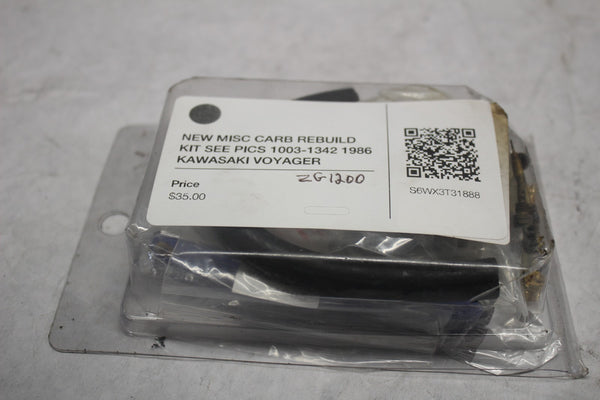 NEW MISC CARB REBUILD
KIT SEE PICS 1003-1342 1986
KAWASAKI VOYAGER
ZG1200
Price
$35.00
S6WX3T31888